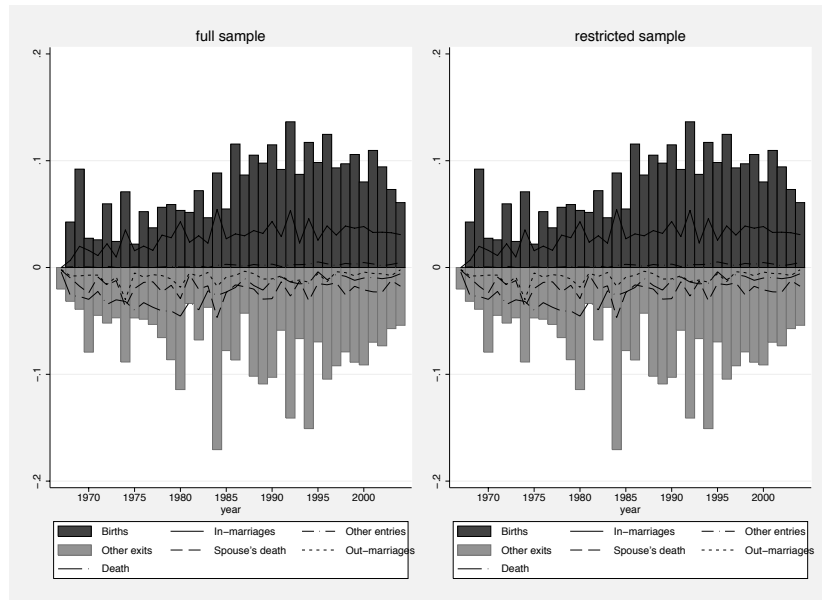 full sample
.2
.1
0
-.1
-.2
1970 1975 1980 1985 1990 1995 2000
year
Births In-marriages Other entries
Other exits Spouse's death Out-marriages
Death
restricted sample
.2
.1
0
-.1
-.2
1970 1975 1980 1985 1990 1995 2000
year
Births In-marriages Other entries
Other exits Spouse's death Out-marriages
Death